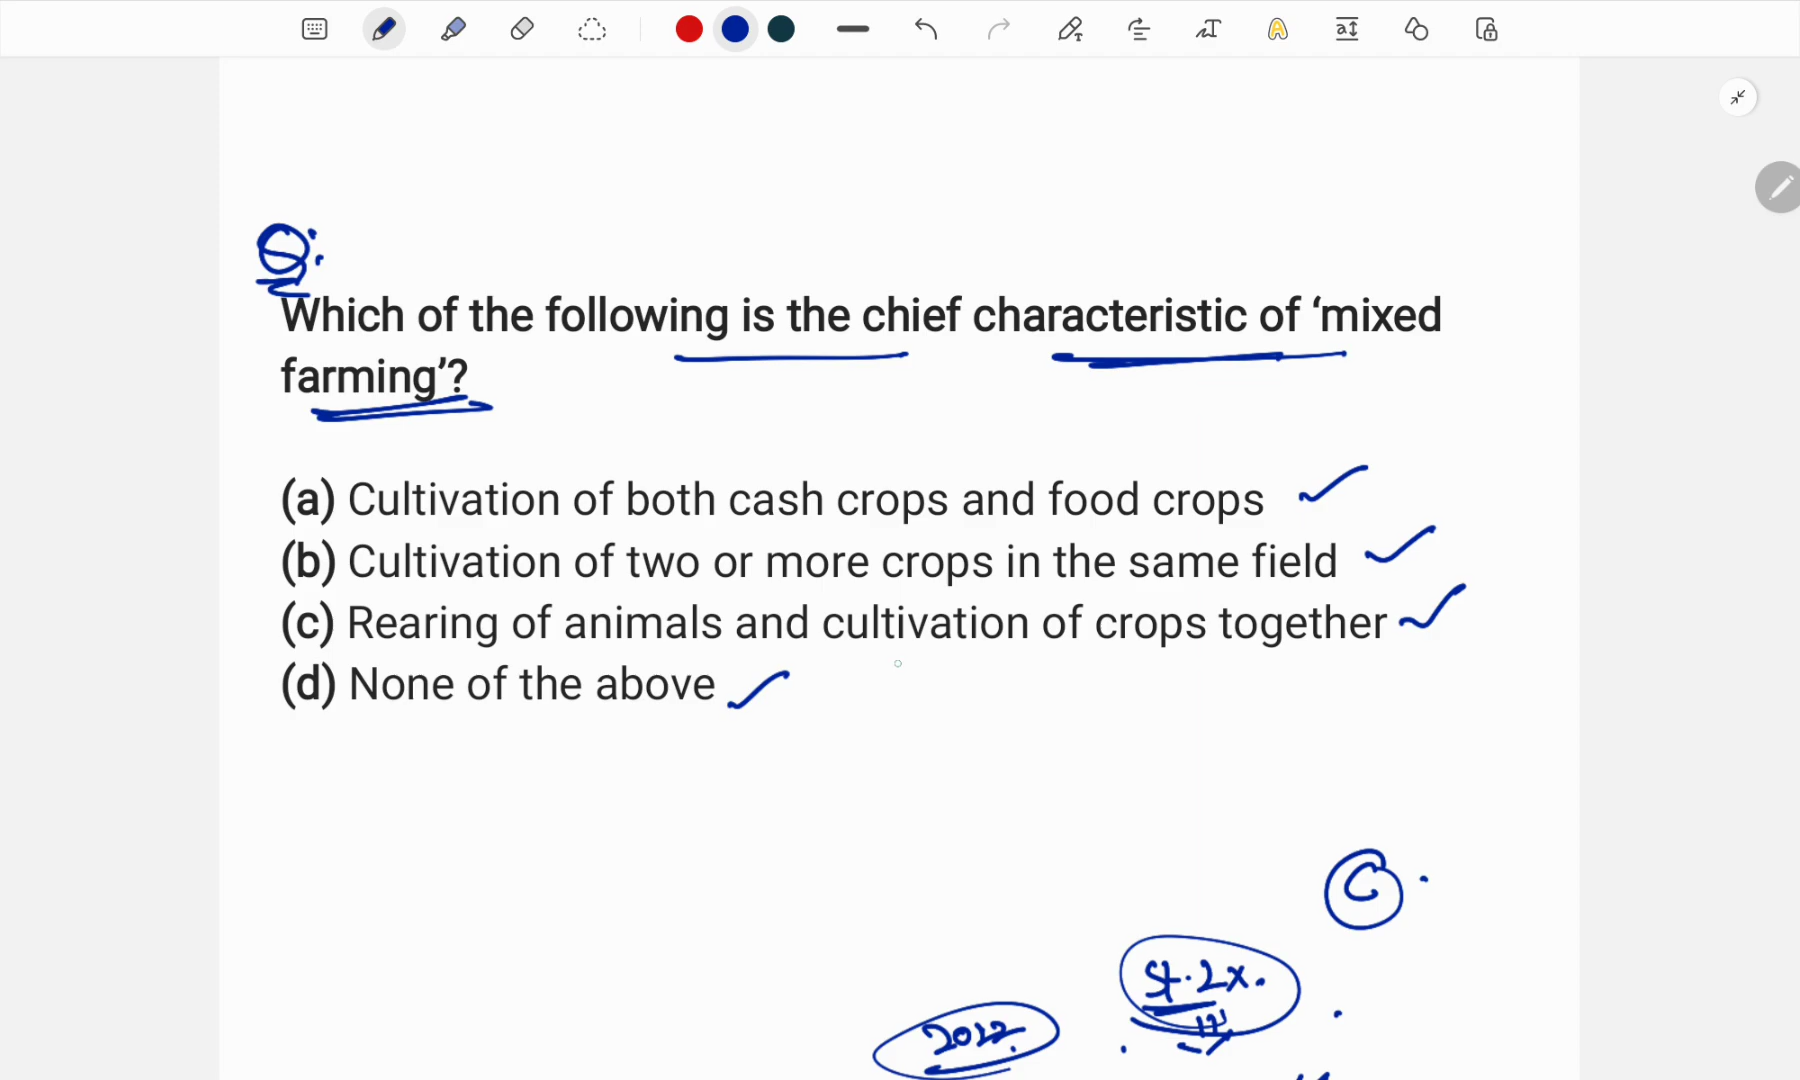 Q:
Which of the following is the chief characteristic of ‘mixed
farming’?
(a) Cultivation of both cash crops and food crops
(b) Cultivation of two or more crops in the same field
(c) Rearing of animals and cultivation of crops together
(d) None of the above
C.
St. 2x.